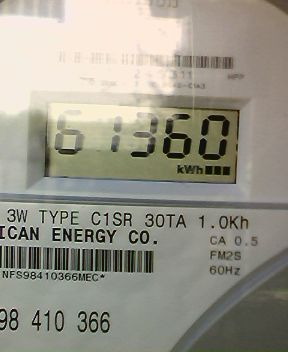 61360
kWh
3W TYPE C1SR 30TA 1.0Kh
ICAN ENERGY CO.
CA 0.5
FM2S
NFS98410366MEC*
60Hz
98 410 366